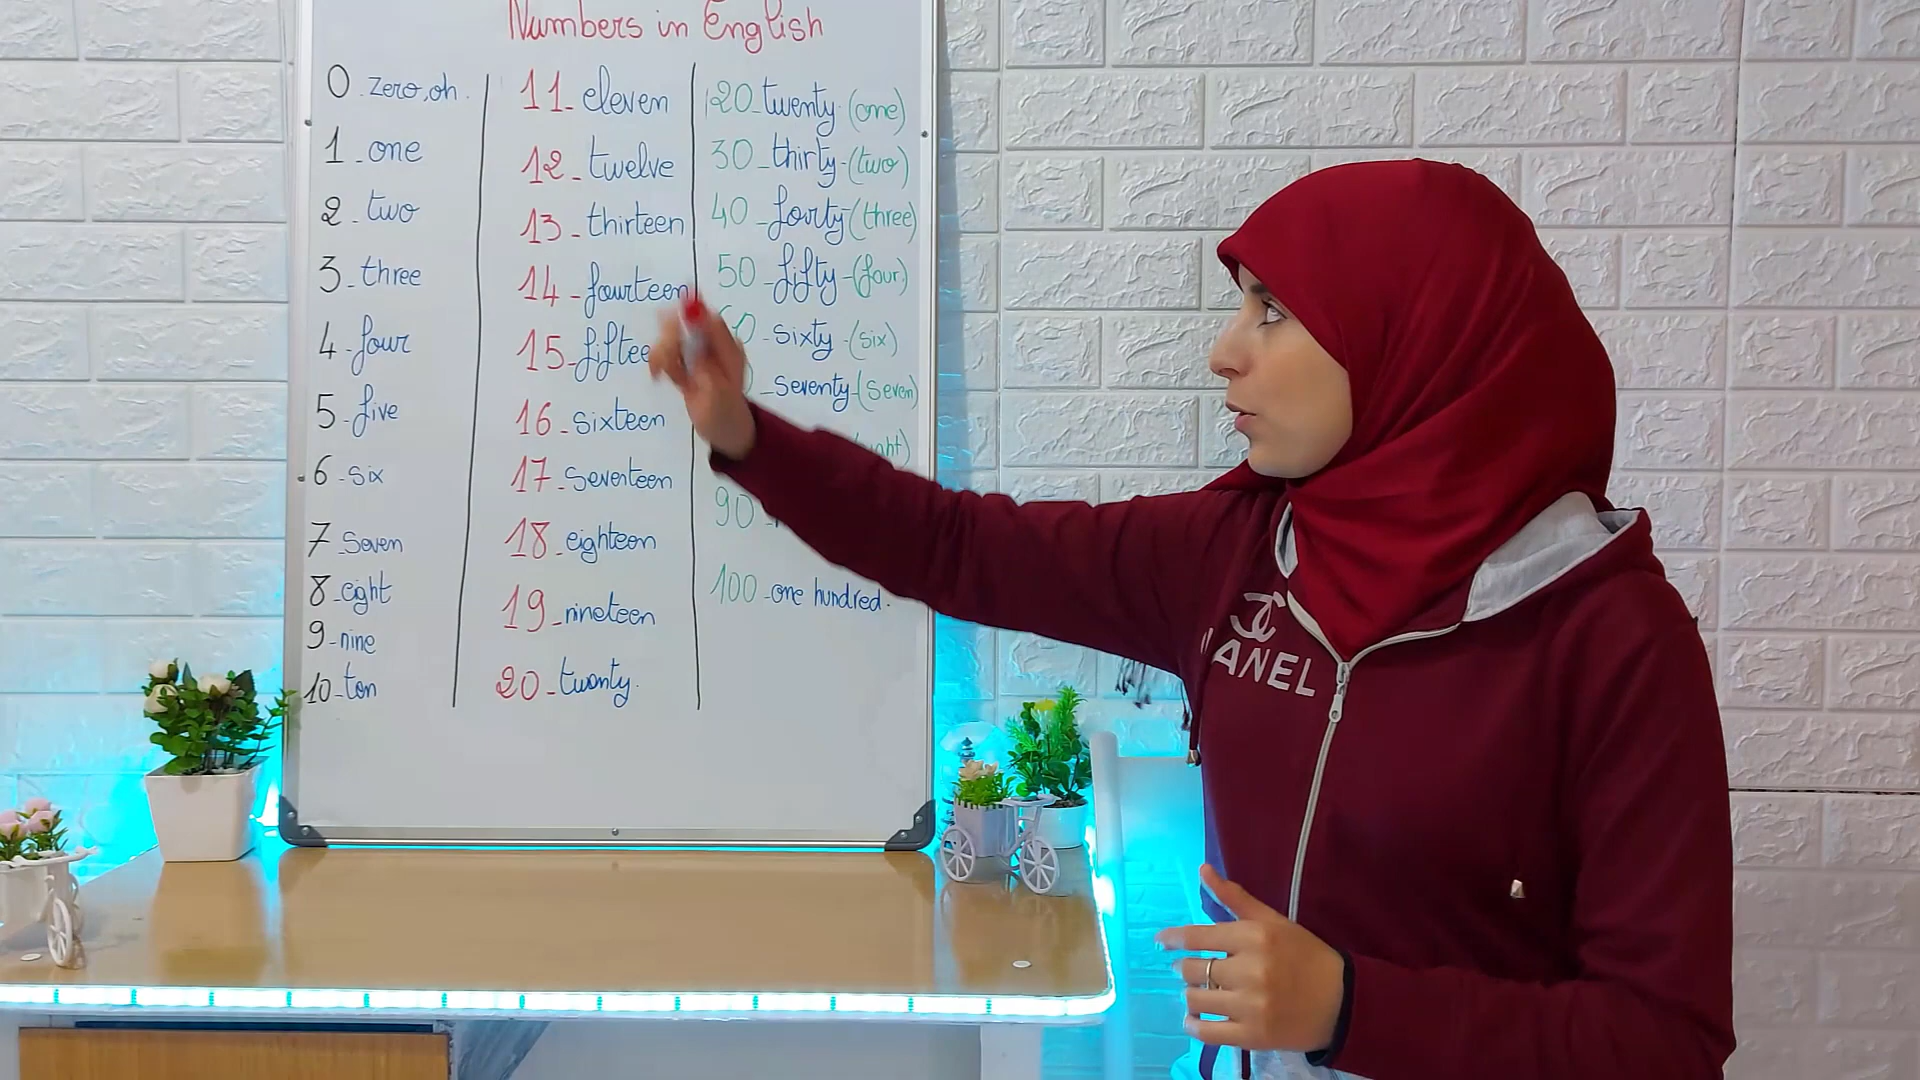 Numbers in English
0 - zero, oh.
1 - one
2 - two
3 - three
4 - four
5 - five
6 - six
7 - seven
8 - eight
9 - nine
10 - ten
11 - eleven
12 - twelve
13 - thirteen
14 - fourteen
15 - fiftee
16 - sixteen
17 - seventeen
18 - eighteen
19 - nineteen
20 - twenty.
20 - twenty (one)
30 - thirty - (two)
40 - forty (three)
50 - fifty - (four)
0 - sixty - (six)
- seventy (seven)
90 -
100 - one hundred.
ANEL